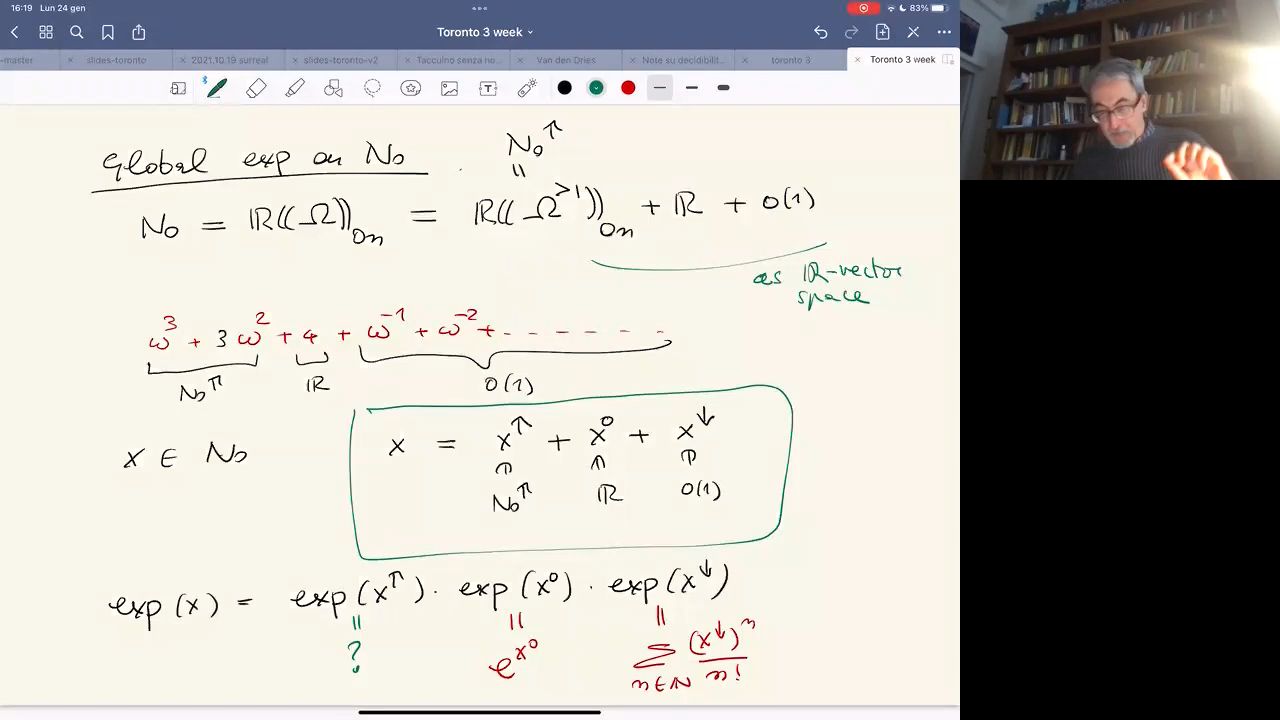 16:19 Lun 24 gen 83%
Toronto 3 week
-master slides-toronto 2021.10.19 surreal slides-toronto-v2 Taccuino senza no... Van den Dries Note su decidibilit... toronto 3 Toronto 3 week
No^↑
Global exp on No
||
No = ℝ((Ω))_On = ℝ((Ω^{>1}))_On + ℝ + o(1)
as ℝ-vector
space
ω^3 + 3 ω^2 + 4 + ω^{-1} + ω^{-2} + - - - - - -
No^↑ ℝ o(1)
x ∈ No
x = x^↑ + x^0 + x^↓
No^↑ ℝ o(1)
exp(x) = exp(x^↑) · exp(x^0) · exp(x^↓)
|| || ||
? e^{x^0} Σ_{n∈ℕ} (x^↓)^n / n!